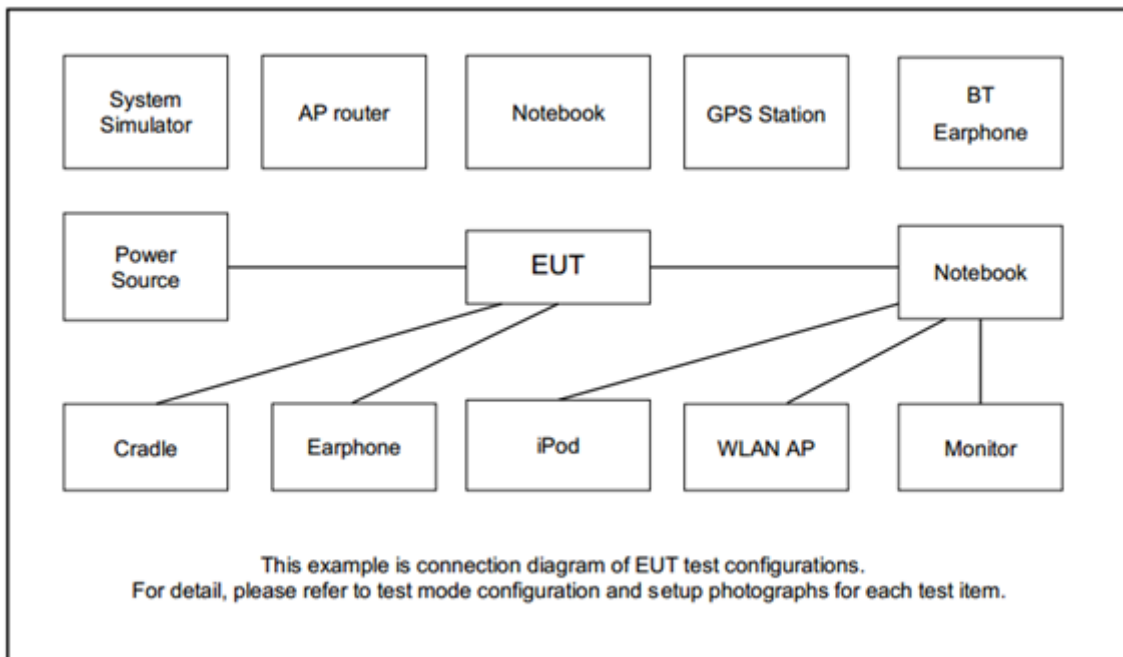 System
Simulator
AP router
Notebook
GPS Station
BT
Earphone
Power
Source
EUT
Notebook
Cradle
Earphone
iPod
WLAN AP
Monitor
This example is connection diagram of EUT test configurations.
For detail, please refer to test mode configuration and setup photographs for each test item.